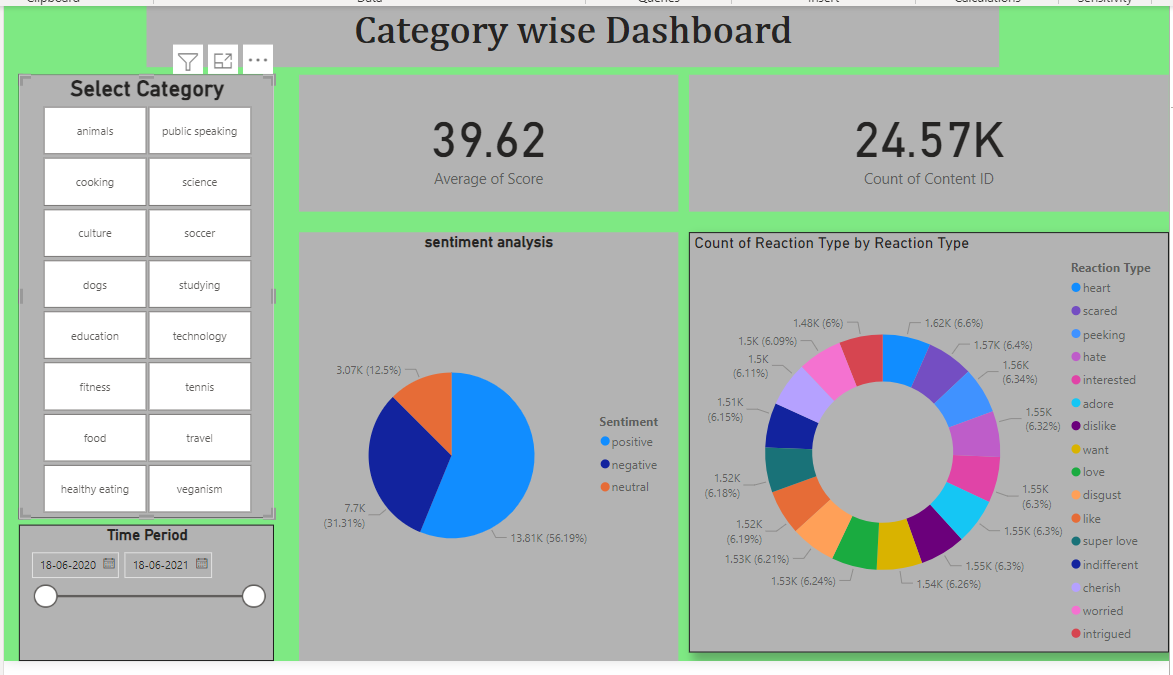 Clipboard Data Queries Insert Calculations Sensitivity
Category wise Dashboard
Select Category
animals public speaking
cooking science
culture soccer
dogs studying
education technology
fitness tennis
food travel
healthy eating veganism
Time Period
18-06-2020 18-06-2021
39.62
Average of Score
24.57K
Count of Content ID
sentiment analysis
3.07K (12.5%)
7.7K
(31.31%)
13.81K (56.19%)
Sentiment
positive
negative
neutral
Count of Reaction Type by Reaction Type
1.62K (6.6%)
1.57K (6.4%)
1.56K
(6.34%)
1.55K
(6.32%)
1.55K
(6.3%)
1.55K (6.3%)
1.55K (6.3%)
1.54K (6.26%)
1.53K (6.24%)
1.53K (6.21%)
1.52K
(6.19%)
1.52K
(6.18%)
1.51K
(6.15%)
1.5K
(6.11%)
1.5K (6.09%)
1.48K (6%)
Reaction Type
heart
scared
peeking
hate
interested
adore
dislike
want
love
disgust
like
super love
indifferent
cherish
worried
intrigued